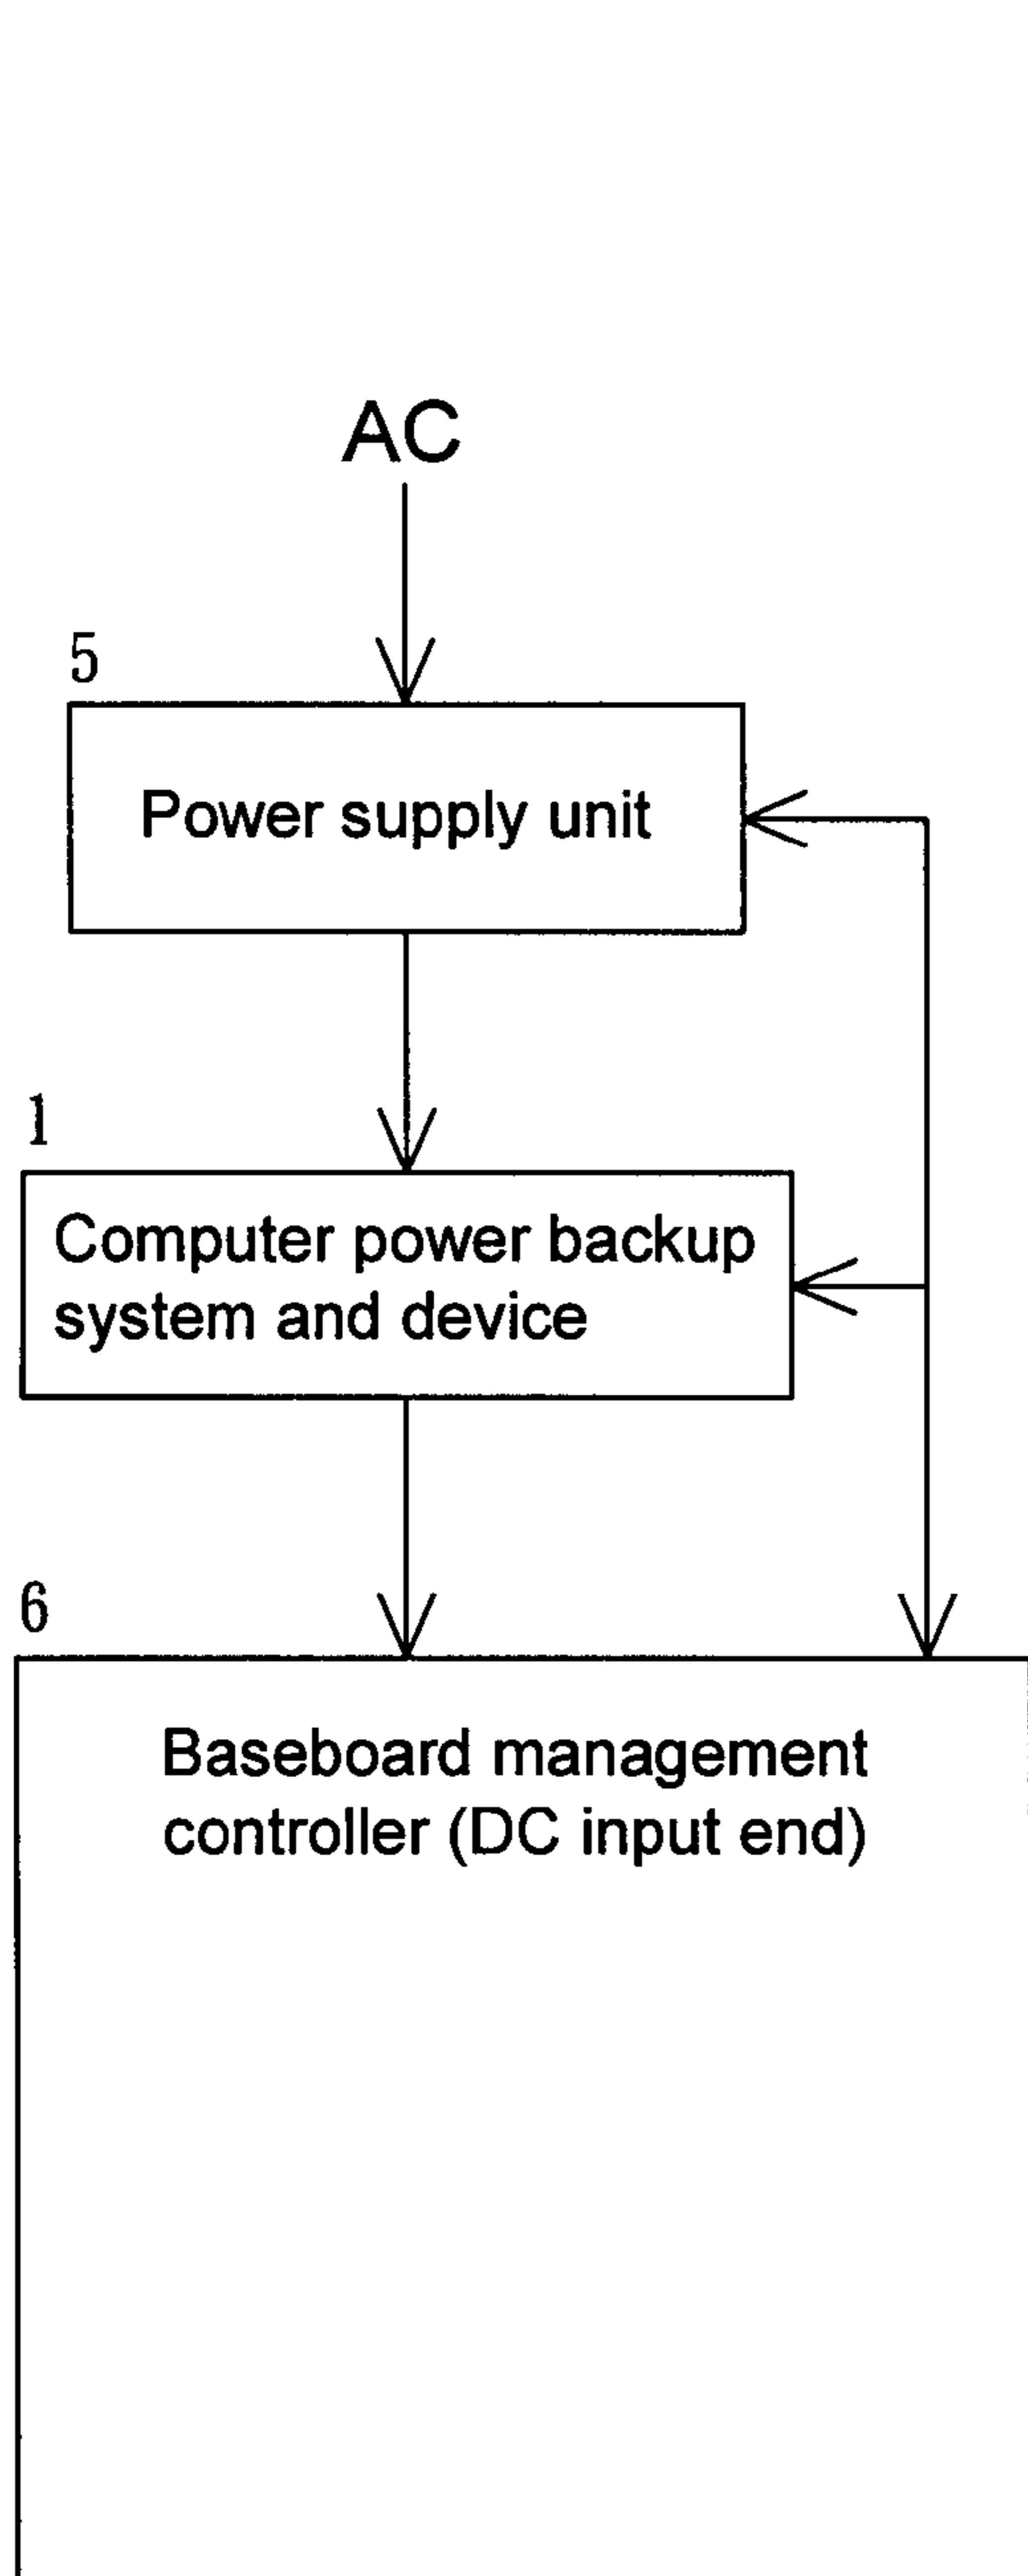 AC
5
Power supply unit
1
Computer power backup
system and device
6
Baseboard management
controller (DC input end)